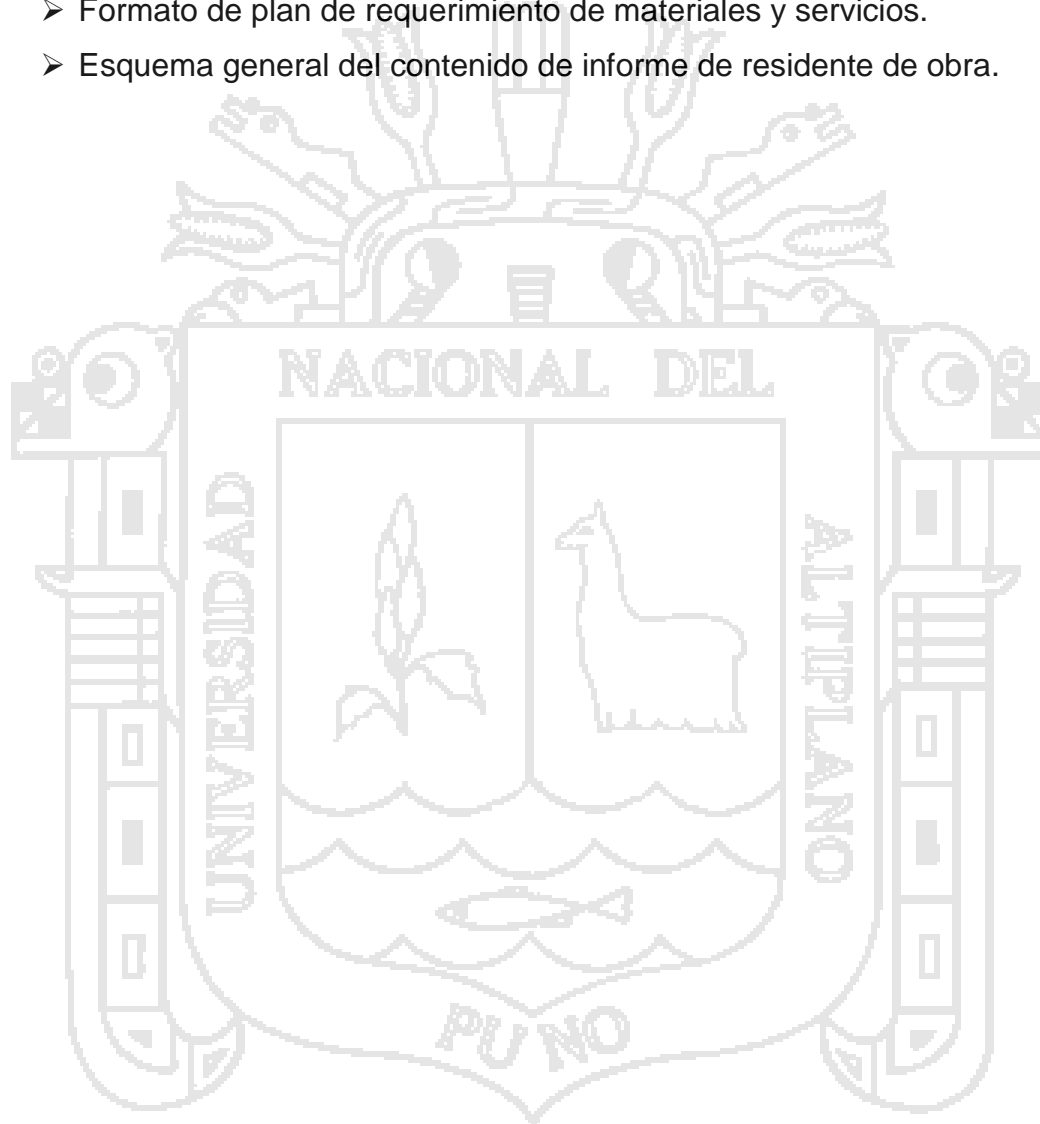 ➢ Formato de plan de requerimiento de materiales y servicios.
➢ Esquema general del contenido de informe de residente de obra.
NACIONAL DEL
UNIVERSIDAD
ALTIPLANO
PUNO